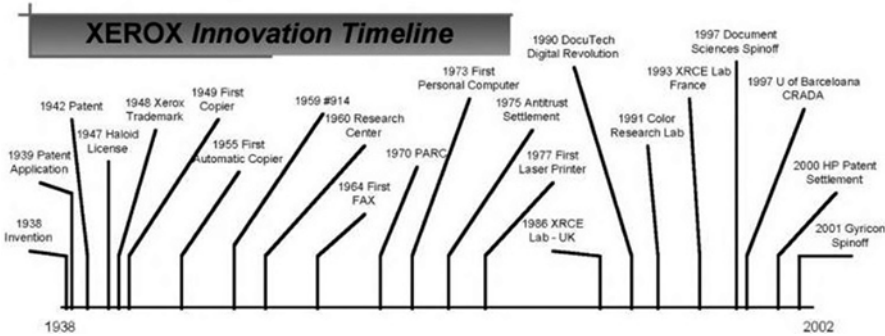 XEROX Innovation Timeline
1938
Invention
1939 Patent
Application
1942 Patent
1947 Haloid
License
1948 Xerox
Trademark
1949 First
Copier
1955 First
Automatic Copier
1959 #914
1960 Research
Center
1964 First
FAX
1970 PARC
1973 First
Personal Computer
1975 Antitrust
Settlement
1977 First
Laser Printer
1986 XRCE
Lab - UK
1990 DocuTech
Digital Revolution
1991 Color
Research Lab
1993 XRCE Lab
France
1997 Document
Sciences Spinoff
1997 U of Barceloana
CRADA
2000 HP Patent
Settlement
2001 Gyricon
Spinoff
1938
2002